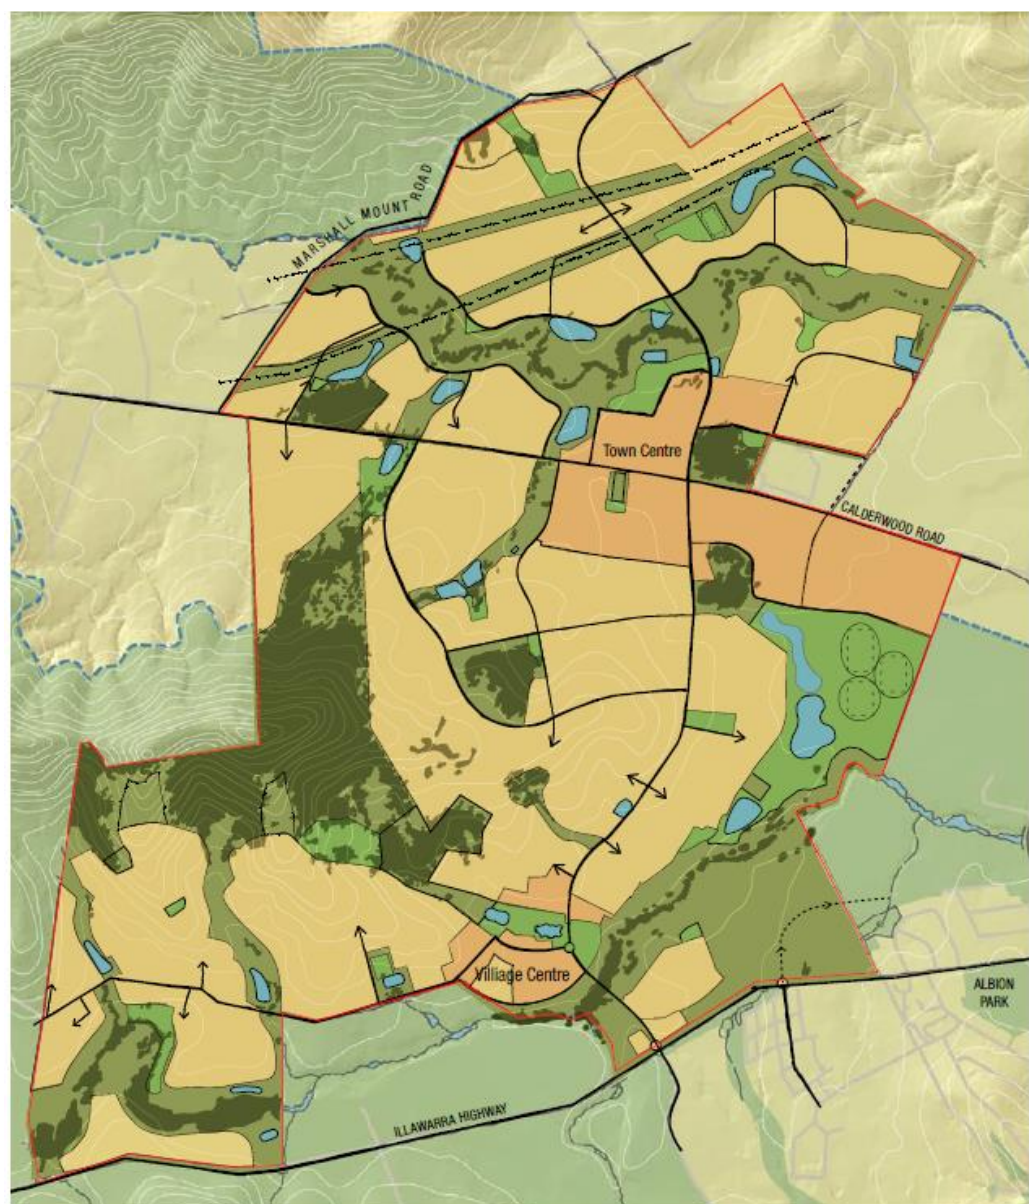 MARSHALL MOUNT ROAD
Town Centre
CALDERWOOD ROAD
Villiage Centre
ALBION
PARK
ILLAWARRA HIGHWAY